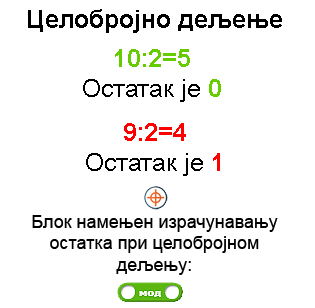 Целобројно дељење
10:2=5
Остатак је 0
9:2=4
Остатак је 1
Блок намењен израчунавању
остатка при целобројном
дељењу:
мод